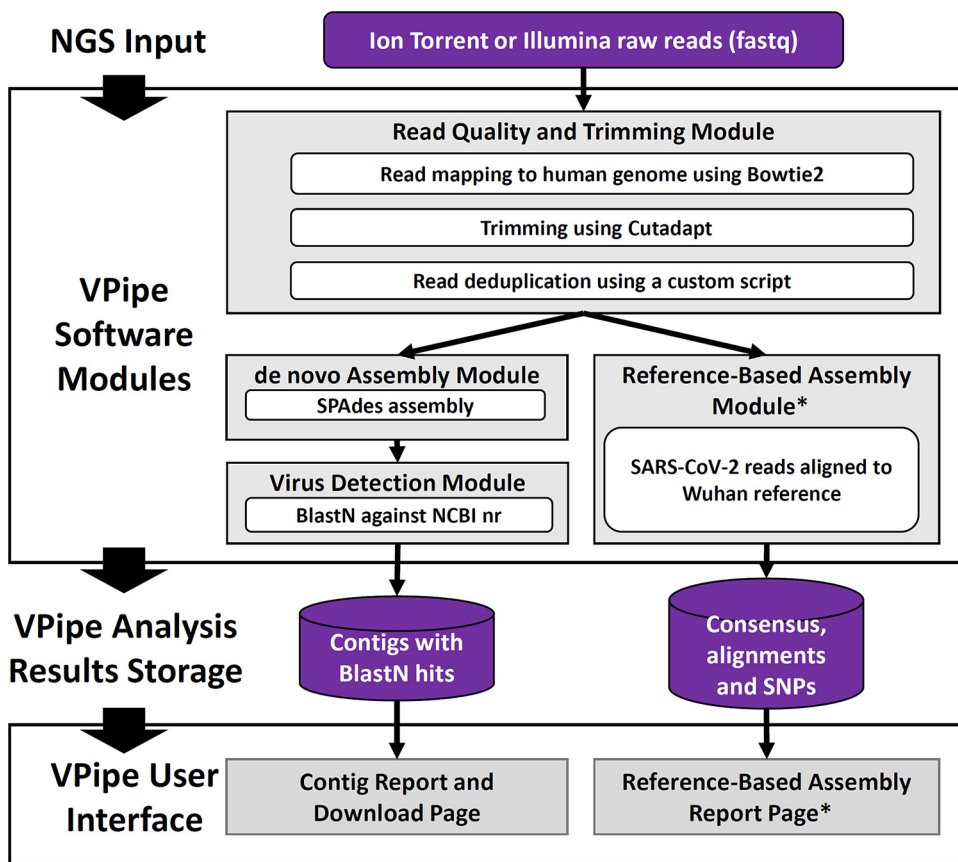 NGS Input
Ion Torrent or Illumina raw reads (fastq)
VPipe
Software
Modules
Read Quality and Trimming Module
Read mapping to human genome using Bowtie2
Trimming using Cutadapt
Read deduplication using a custom script
de novo Assembly Module
SPAdes assembly
Virus Detection Module
BlastN against NCBI nr
Reference-Based Assembly
Module*
SARS-CoV-2 reads aligned to
Wuhan reference
VPipe Analysis
Results Storage
Contigs with
BlastN hits
Consensus,
alignments
and SNPs
VPipe User
Interface
Contig Report and
Download Page
Reference-Based Assembly
Report Page*